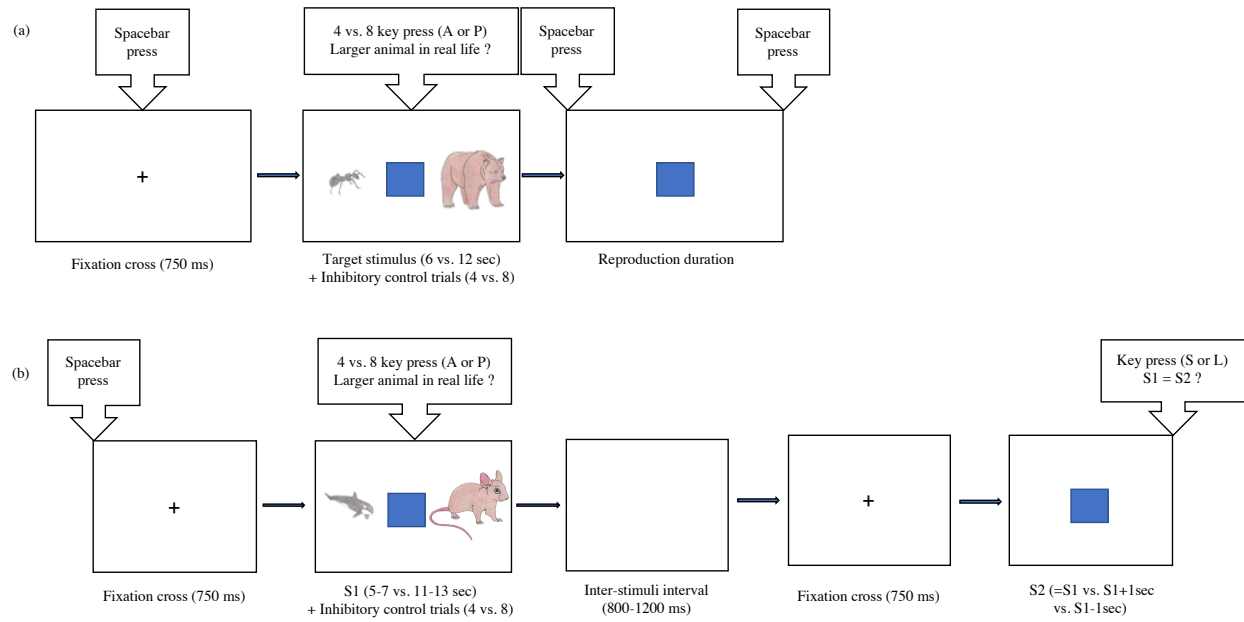 (a)
Spacebar
press
4 vs. 8 key press (A or P)
Larger animal in real life ?
Spacebar
press
Spacebar
press
+
Fixation cross (750 ms)
Target stimulus (6 vs. 12 sec)
+ Inhibitory control trials (4 vs. 8)
Reproduction duration
(b)
Spacebar
press
4 vs. 8 key press (A or P)
Larger animal in real life ?
Key press (S or L)
S1 = S2 ?
+
+
Fixation cross (750 ms)
S1 (5-7 vs. 11-13 sec)
+ Inhibitory control trials (4 vs. 8)
Inter-stimuli interval
(800-1200 ms)
Fixation cross (750 ms)
S2 (=S1 vs. S1+1sec
vs. S1-1sec)